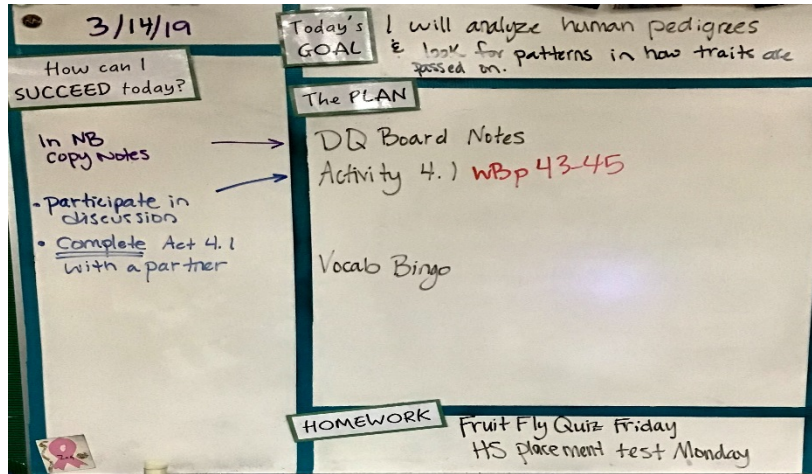 3/14/19
How can I
SUCCEED today?
In NB
Copy Notes
• participate in
discussion
• Complete Act 4.1
with a partner
Today's
GOAL
I will analyze human pedigrees
& look for patterns in how traits are
passed on.
The PLAN
DQ Board Notes
Activity 4.1 WBp 43-45
Vocab Bingo
HOMEWORK
Fruit Fly Quiz Friday
HS placement test Monday